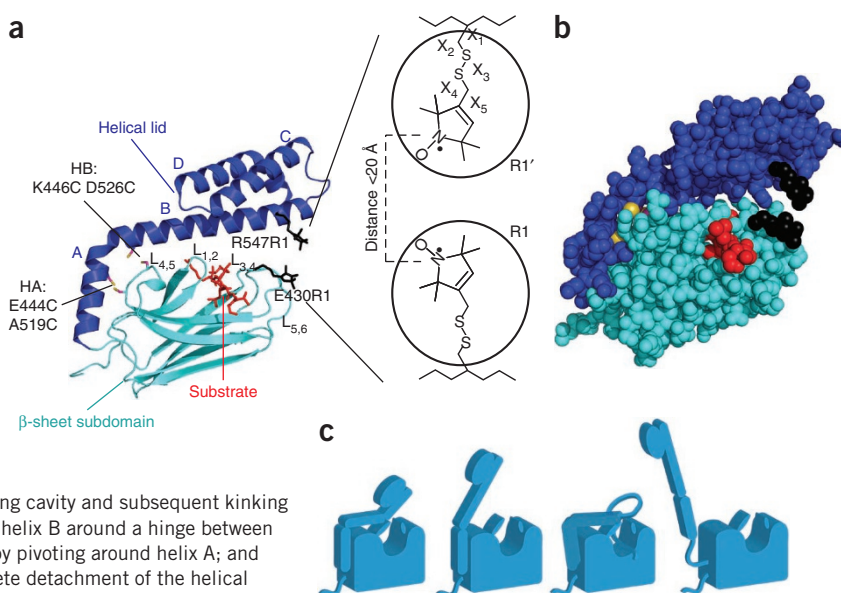 a
Helical lid
HB:
K446C D526C
HA:
E444C
A519C
A
B
C
D
L4,5
L1,2
L3,4
L5,6
R547R1
E430R1
Substrate
β-sheet subdomain
X1
X2
S
S
X3
X4
X5
N
O
R1′
Distance <20 Å
R1
O
N
S
S
b
c
ng cavity and subsequent kinking
helix B around a hinge between
by pivoting around helix A; and
ete detachment of the helical